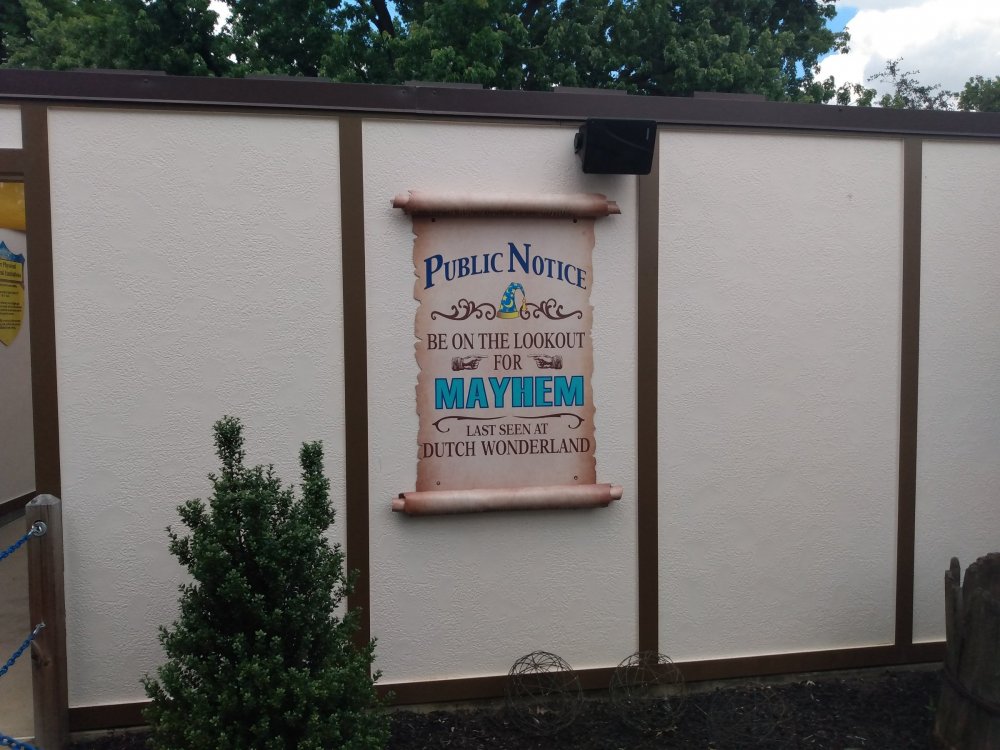 PUBLIC NOTICE
BE ON THE LOOKOUT
FOR
MAYHEM
LAST SEEN AT
DUTCH WONDERLAND